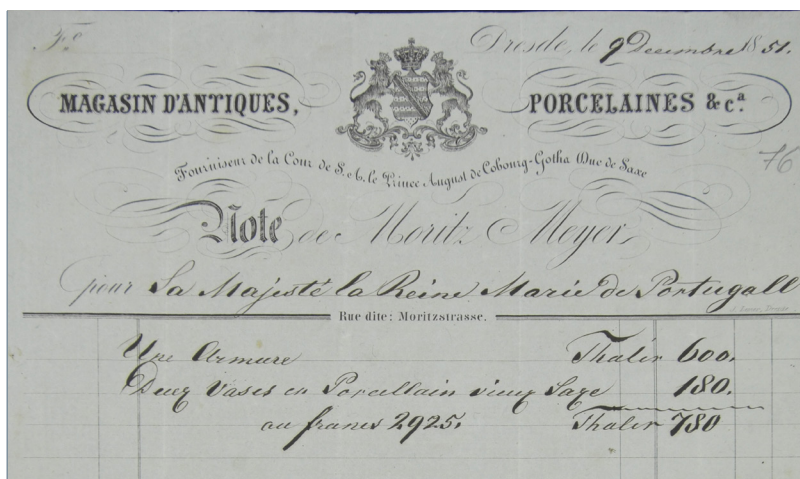 F.º
Dresde, le 9 Decembre 1851.
MAGASIN D'ANTIQUES, PORCELAINES & c.ª
76
Fourniseur de la Cour de S. A. le Prince August de Cobourg-Gotha Duc de Saxe
Note de Moritz Meyer
pour Sa Majesté la Reine Marie de Portugall
Rue dite: Moritzstrasse.
Une Armure Thaler 600.
Deux Vases en Porcellain vieux Saxe 180.
au francs 2925. Thaler 780